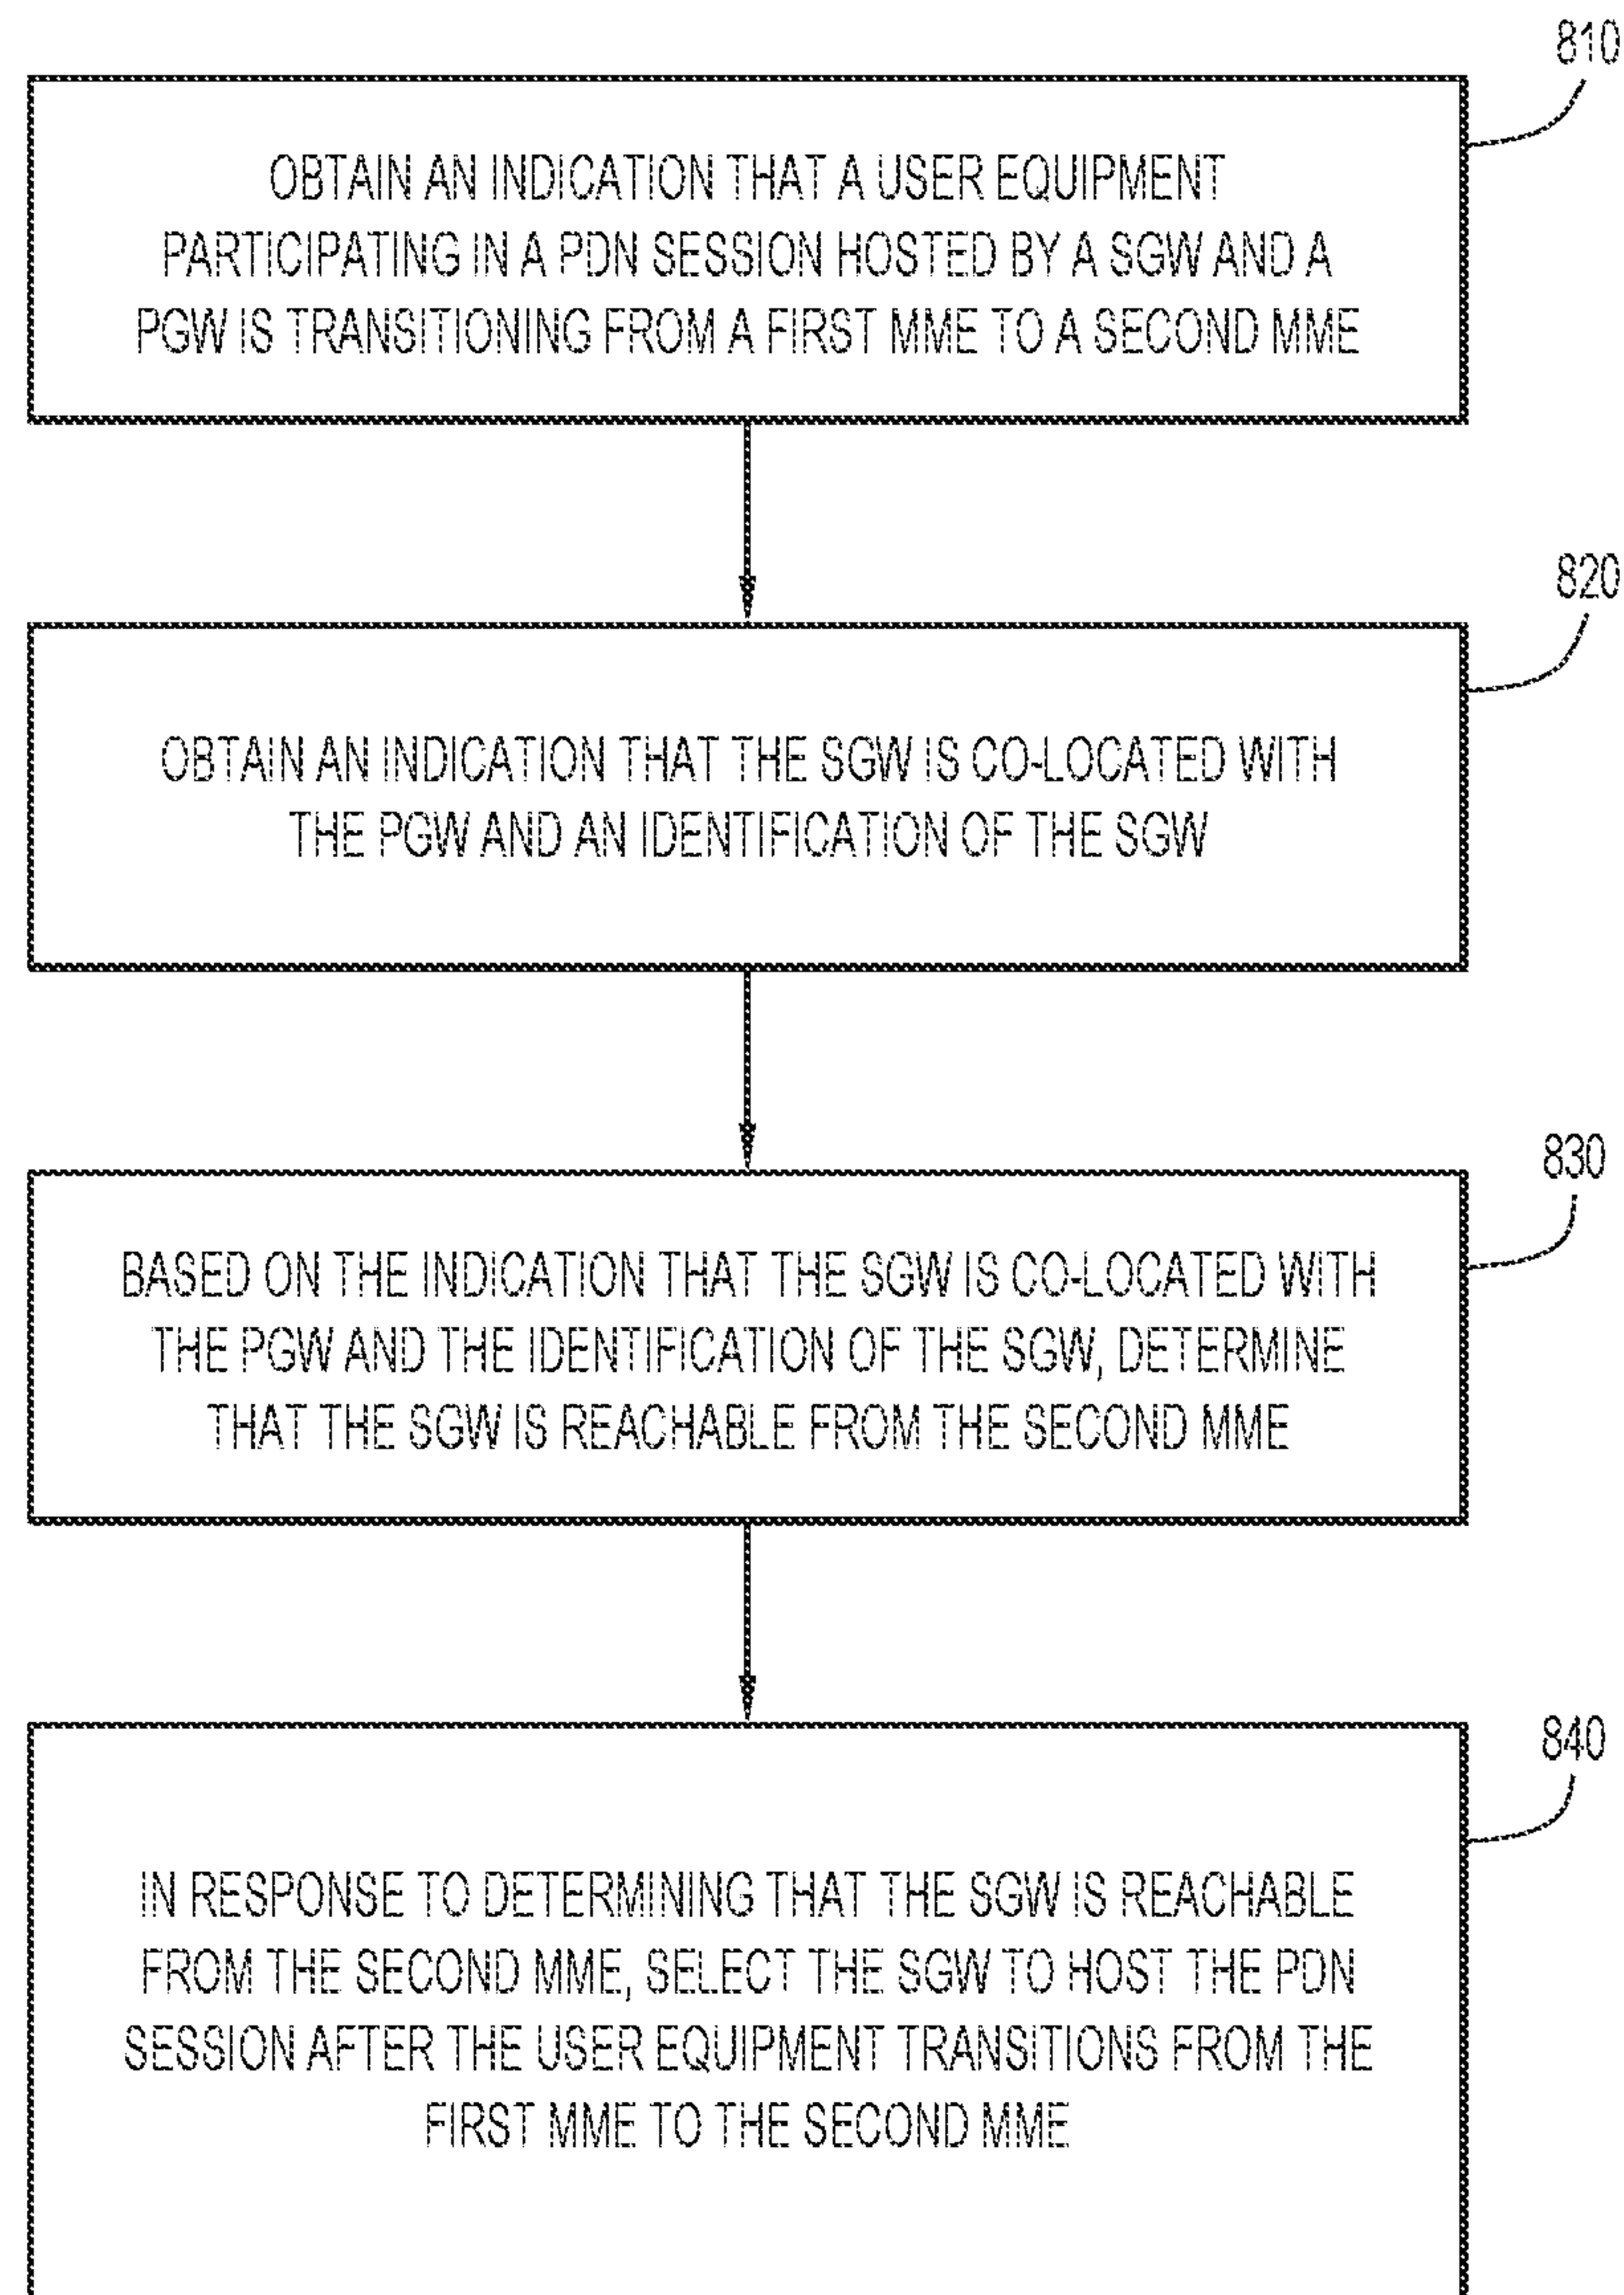 810
OBTAIN AN INDICATION THAT A USER EQUIPMENT
PARTICIPATING IN A PDN SESSION HOSTED BY A SGW AND A
PGW IS TRANSITIONING FROM A FIRST MME TO A SECOND MME
820
OBTAIN AN INDICATION THAT THE SGW IS CO-LOCATED WITH
THE PGW AND AN IDENTIFICATION OF THE SGW
830
BASED ON THE INDICATION THAT THE SGW IS CO-LOCATED WITH
THE PGW AND THE IDENTIFICATION OF THE SGW, DETERMINE
THAT THE SGW IS REACHABLE FROM THE SECOND MME
840
IN RESPONSE TO DETERMINING THAT THE SGW IS REACHABLE
FROM THE SECOND MME, SELECT THE SGW TO HOST THE PDN
SESSION AFTER THE USER EQUIPMENT TRANSITIONS FROM THE
FIRST MME TO THE SECOND MME